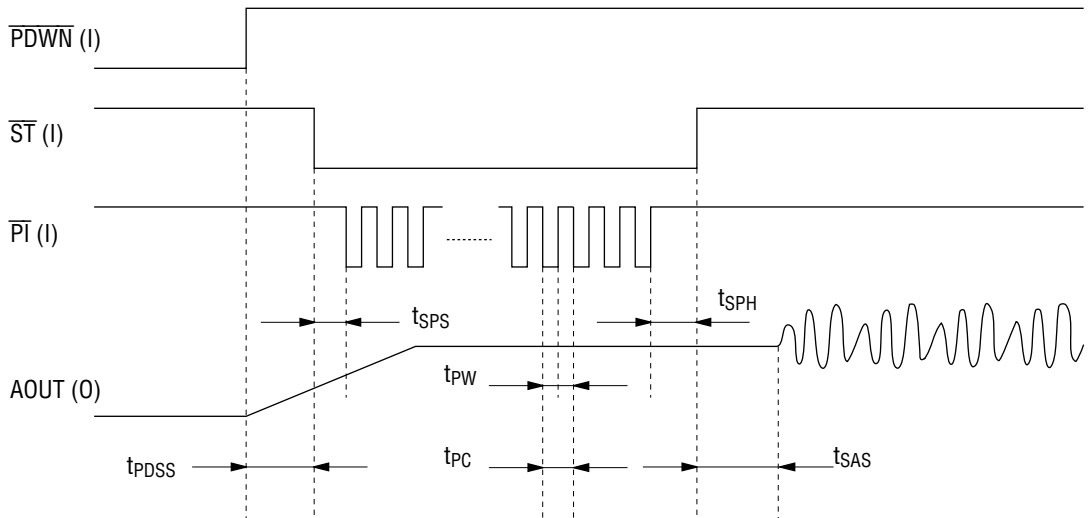 PDWN (I)
ST (I)
PI (I)
tSPS
tSPH
tPW
AOUT (O)
tPDSS
tPC
tSAS